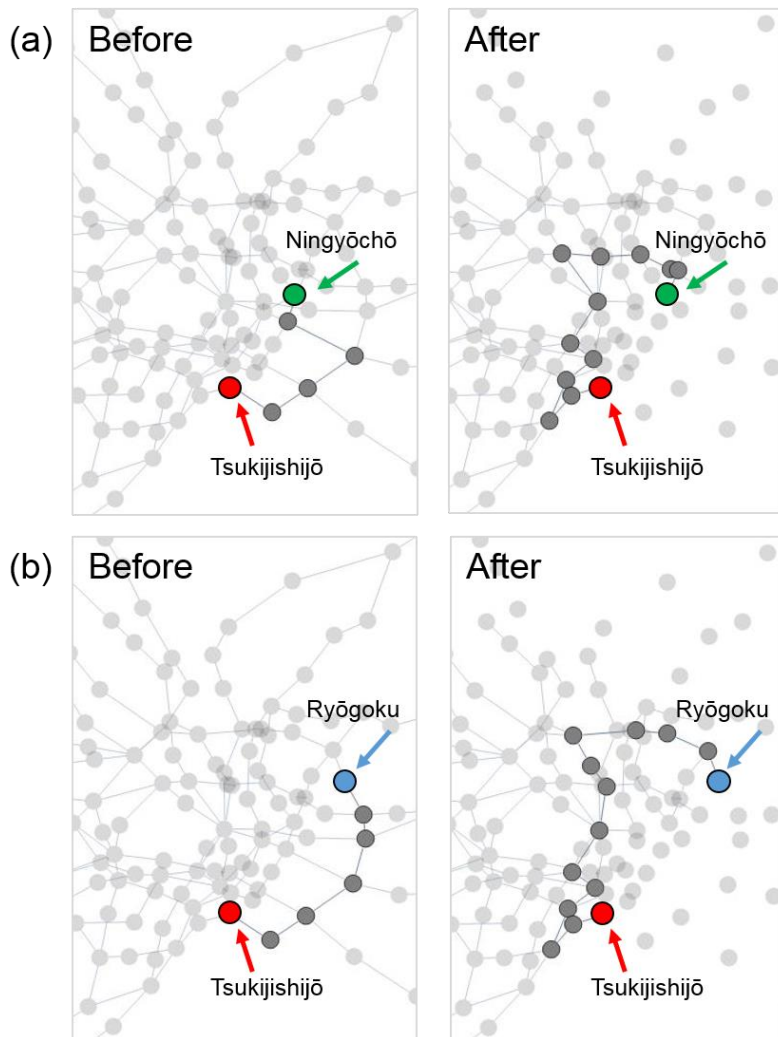 (a)
Before
After
Ningyōchō
Ningyōchō
Tsukijishijō
Tsukijishijō
(b)
Before
After
Ryōgoku
Ryōgoku
Tsukijishijō
Tsukijishijō